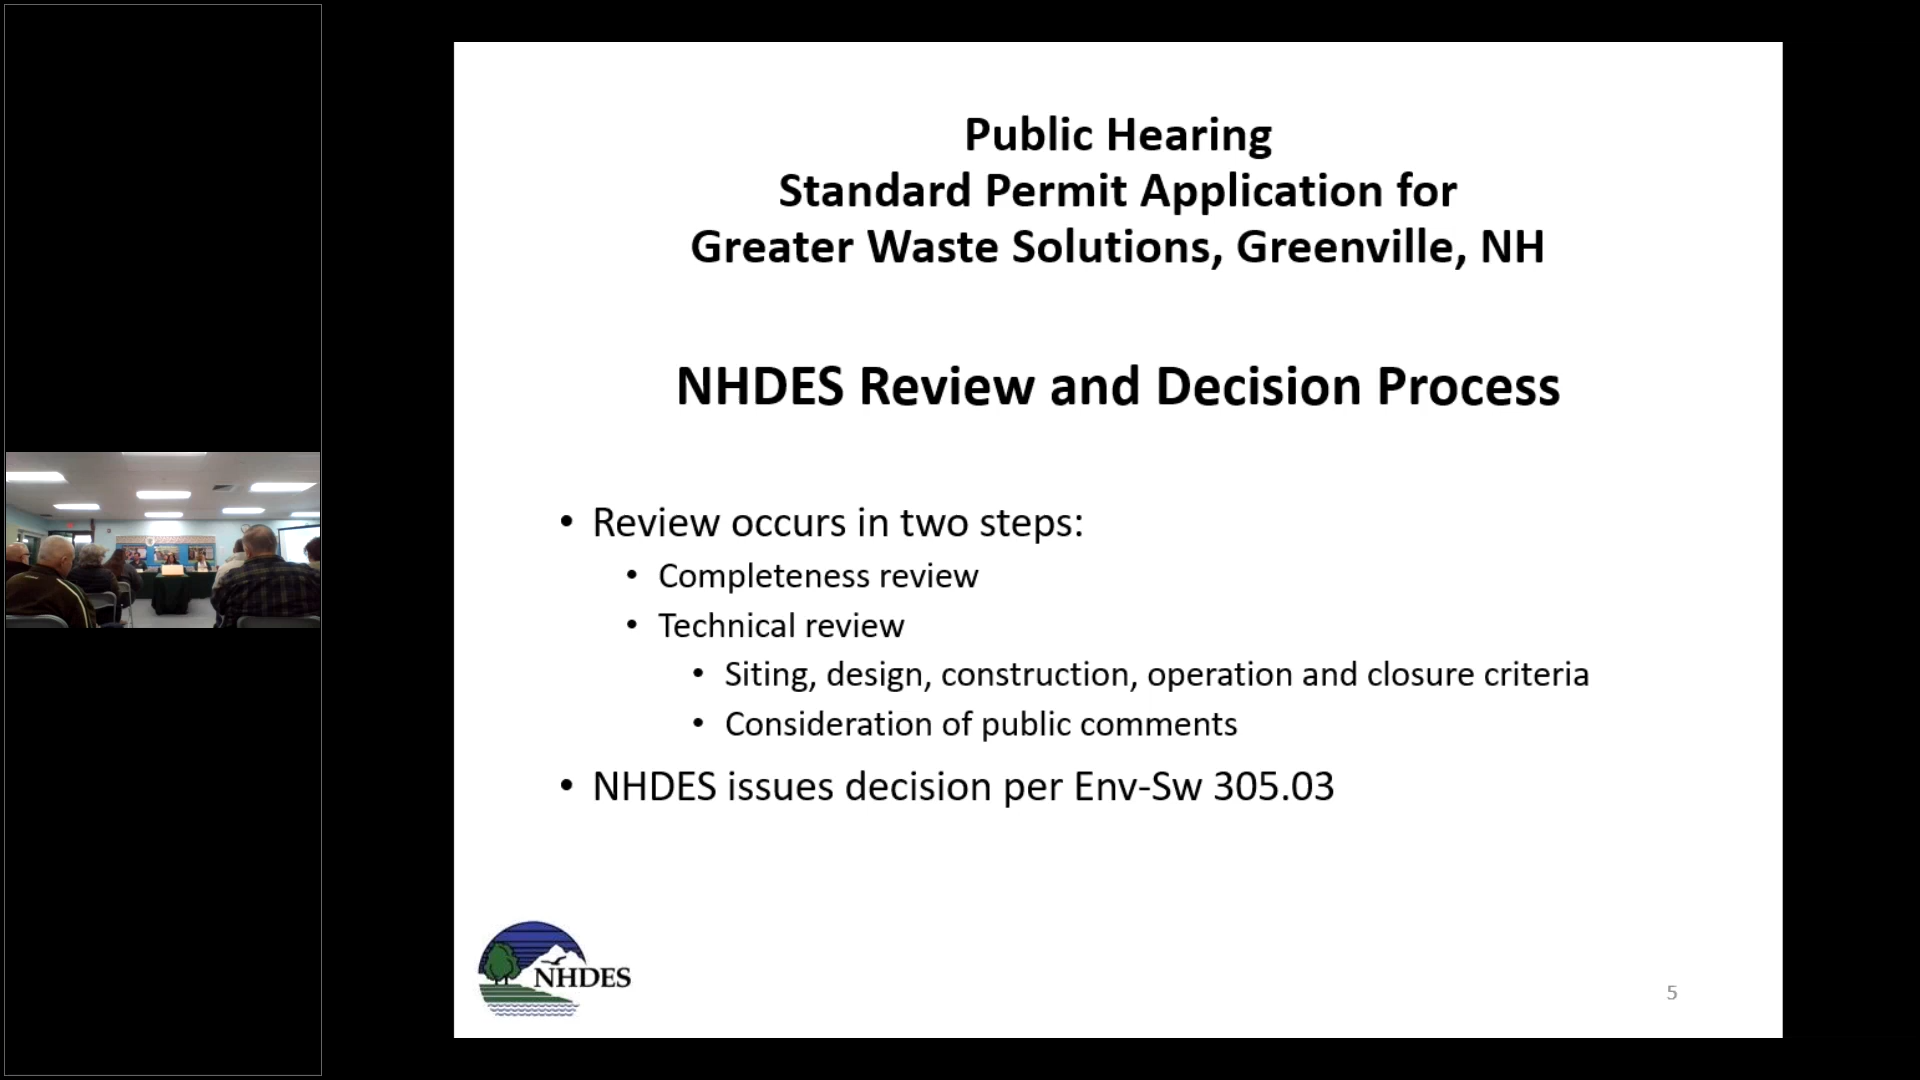 Public Hearing
Standard Permit Application for
Greater Waste Solutions, Greenville, NH
NHDES Review and Decision Process
• Review occurs in two steps:
• Completeness review
• Technical review
• Siting, design, construction, operation and closure criteria
• Consideration of public comments
• NHDES issues decision per Env-Sw 305.03
NHDES
5